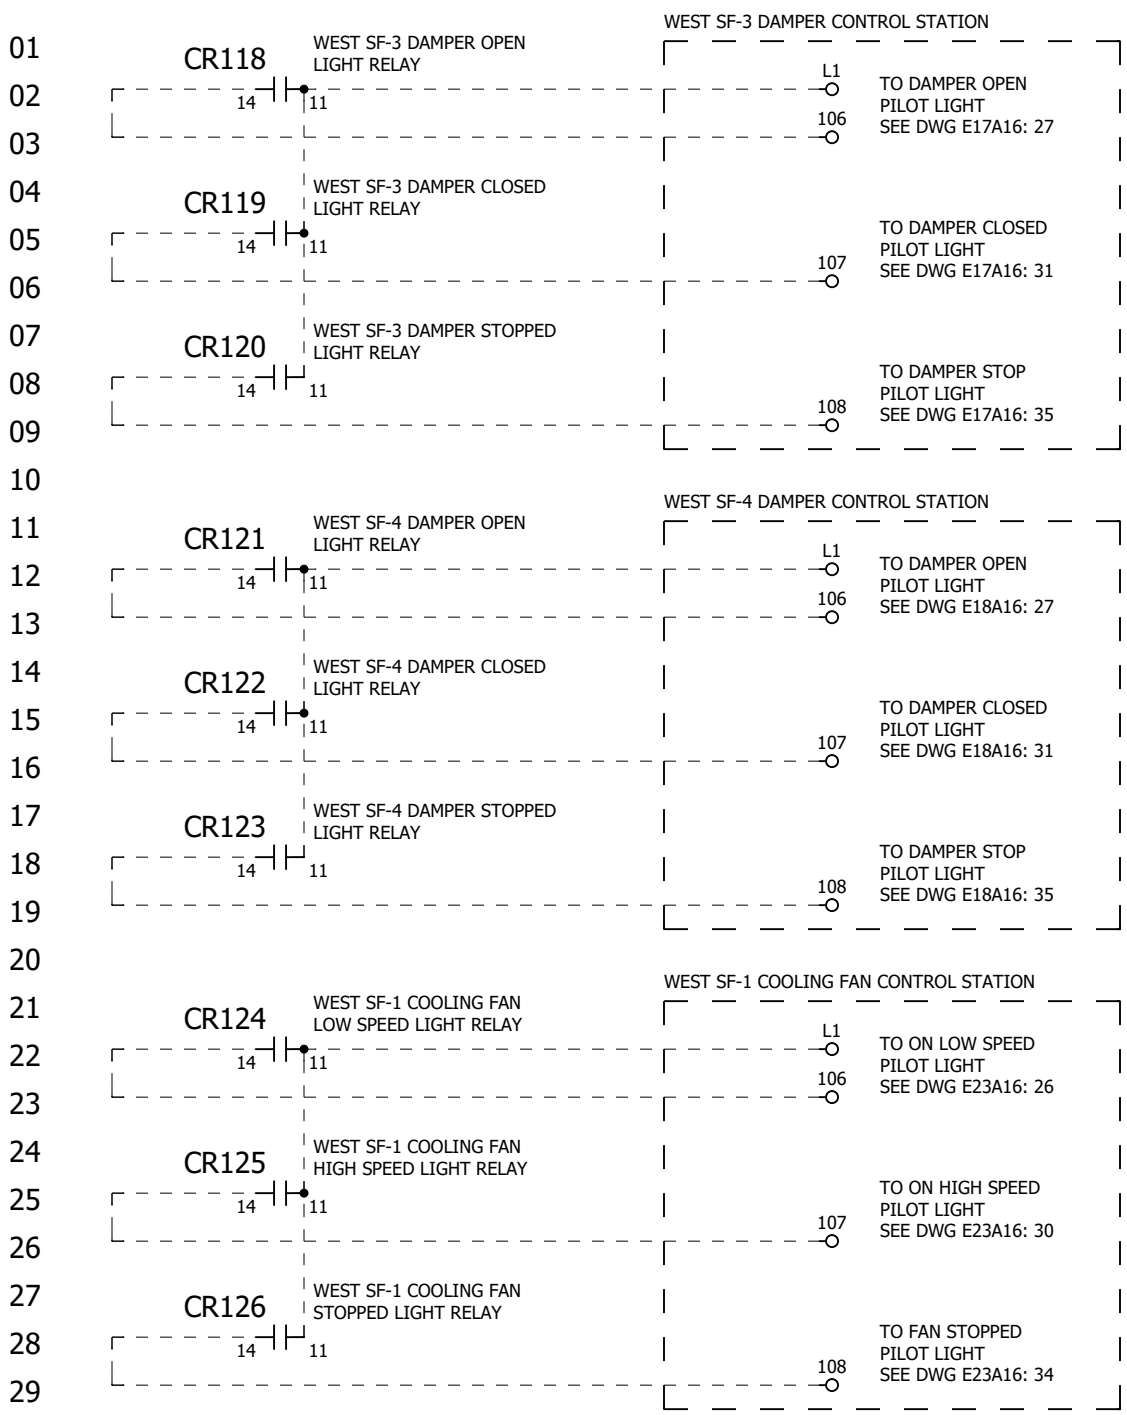 WEST SF-3 DAMPER CONTROL STATION
01
CR118
WEST SF-3 DAMPER OPEN
LIGHT RELAY
02
14
11
L1
TO DAMPER OPEN
PILOT LIGHT
SEE DWG E17A16: 27
03
106
04
CR119
WEST SF-3 DAMPER CLOSED
LIGHT RELAY
05
14
11
TO DAMPER CLOSED
PILOT LIGHT
SEE DWG E17A16: 31
06
107
07
CR120
WEST SF-3 DAMPER STOPPED
LIGHT RELAY
08
14
11
TO DAMPER STOP
PILOT LIGHT
SEE DWG E17A16: 35
09
108
10
WEST SF-4 DAMPER CONTROL STATION
11
CR121
WEST SF-4 DAMPER OPEN
LIGHT RELAY
12
14
11
L1
TO DAMPER OPEN
PILOT LIGHT
SEE DWG E18A16: 27
13
106
14
CR122
WEST SF-4 DAMPER CLOSED
LIGHT RELAY
15
14
11
TO DAMPER CLOSED
PILOT LIGHT
SEE DWG E18A16: 31
16
107
17
CR123
WEST SF-4 DAMPER STOPPED
LIGHT RELAY
18
14
11
TO DAMPER STOP
PILOT LIGHT
SEE DWG E18A16: 35
19
108
20
WEST SF-1 COOLING FAN CONTROL STATION
21
CR124
WEST SF-1 COOLING FAN
LOW SPEED LIGHT RELAY
22
14
11
L1
TO ON LOW SPEED
PILOT LIGHT
SEE DWG E23A16: 26
23
106
24
CR125
WEST SF-1 COOLING FAN
HIGH SPEED LIGHT RELAY
25
14
11
TO ON HIGH SPEED
PILOT LIGHT
SEE DWG E23A16: 30
26
107
27
CR126
WEST SF-1 COOLING FAN
STOPPED LIGHT RELAY
28
14
11
TO FAN STOPPED
PILOT LIGHT
SEE DWG E23A16: 34
29
108